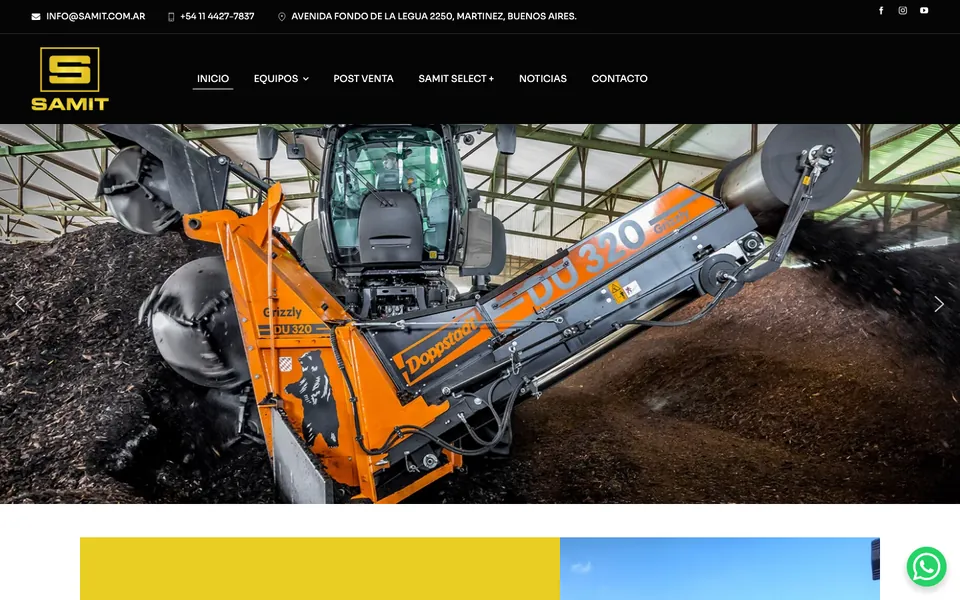 INFO@SAMIT.COM.AR +54 11 4427-7837 AVENIDA FONDO DE LA LEGUA 2250, MARTINEZ, BUENOS AIRES.
S
SAMIT
INICIO EQUIPOS POST VENTA SAMIT SELECT + NOTICIAS CONTACTO
DU 320
Grizzly
Grizzly
DU 320
Doppstadt